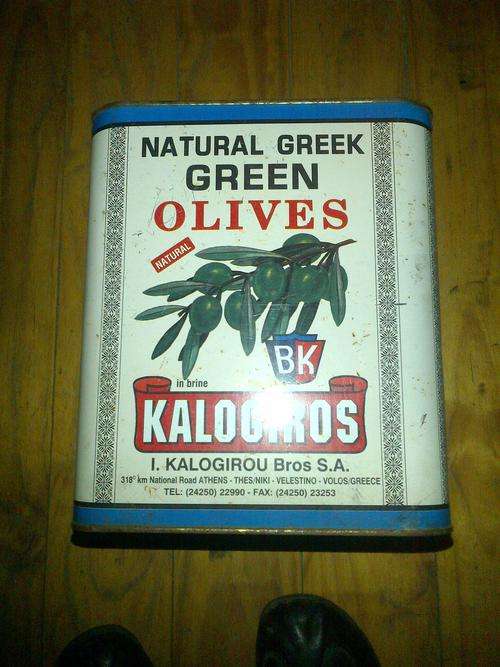 NATURAL GREEK
GREEN
OLIVES
NATURAL
BK
in brine
KALOGIROS
I. KALOGIROU Bros S.A.
318° km National Road ATHENS - THES/NIKI - VELESTINO - VOLOS/GREECE
TEL: (24250) 22990 - FAX: (24250) 23253